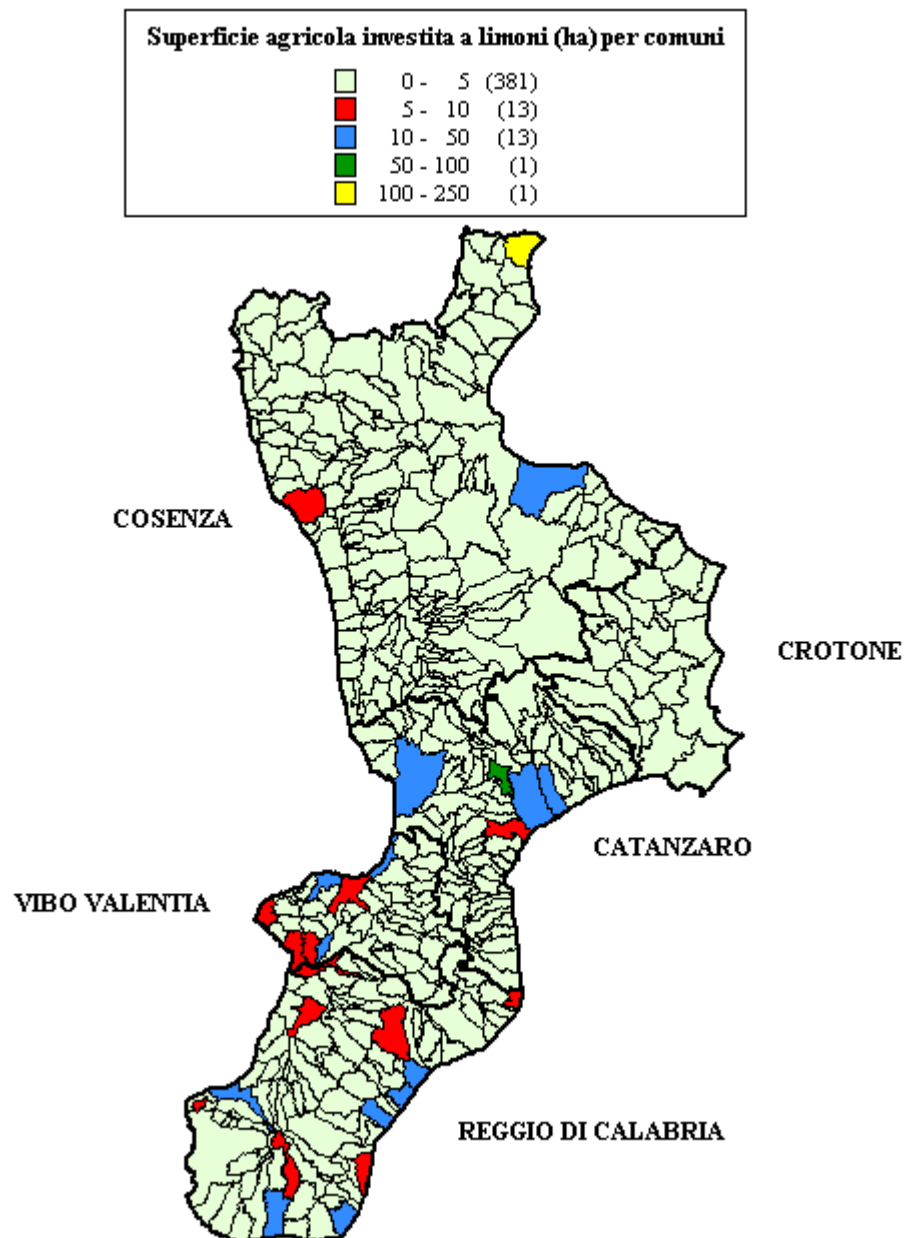 Superficie agricola investita a limoni (ha) per comuni
0 - 5 (381)
5 - 10 (13)
10 - 50 (13)
50 - 100 (1)
100 - 250 (1)
COSENZA
CROTONE
CATANZARO
VIBO VALENTIA
REGGIO DI CALABRIA